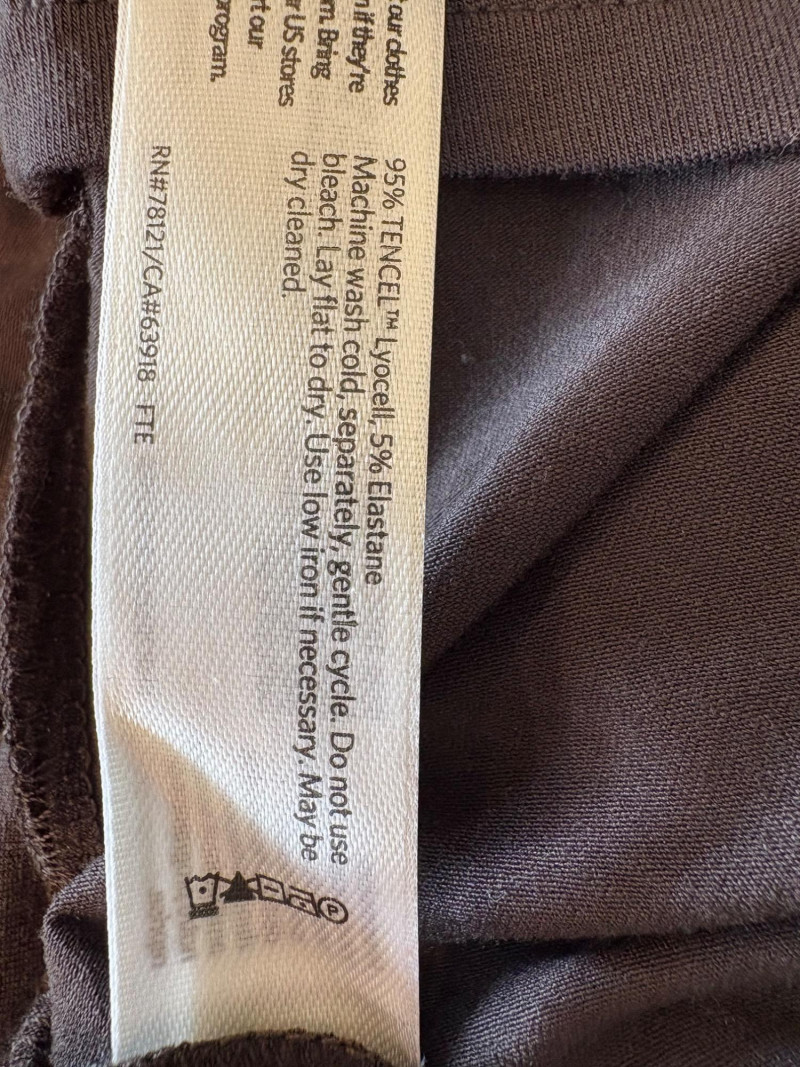 our clothes
if they're
Bring
US stores
our
program.
95% TENCEL™ Lyocell, 5% Elastane
Machine wash cold, separately, gentle cycle. Do not use
bleach. Lay flat to dry. Use low iron if necessary. May be
dry cleaned.
RN#78121/CA#63918 FTE
P